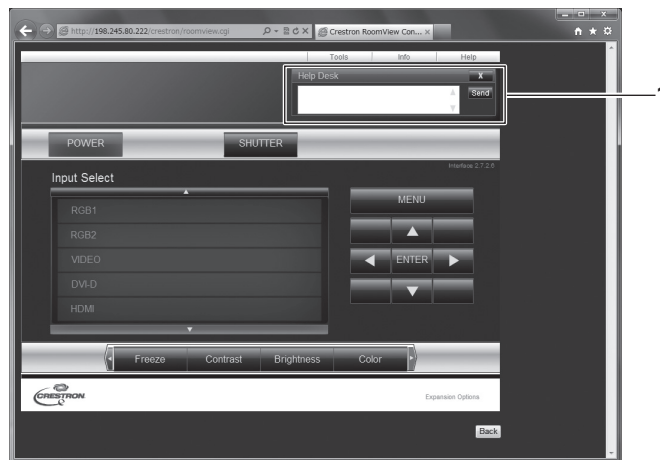 http://198.245.80.222/crestron/roomview.cgi
Crestron RoomView Con...
Tools Info Help
Help Desk X
Send
POWER SHUTTER
Interface 2.7.2.6
Input Select
MENU
RGB1
RGB2
VIDEO
ENTER
DVI-D
HDMI
Freeze Contrast Brightness Color
CRESTRON
Expansion Options
Back